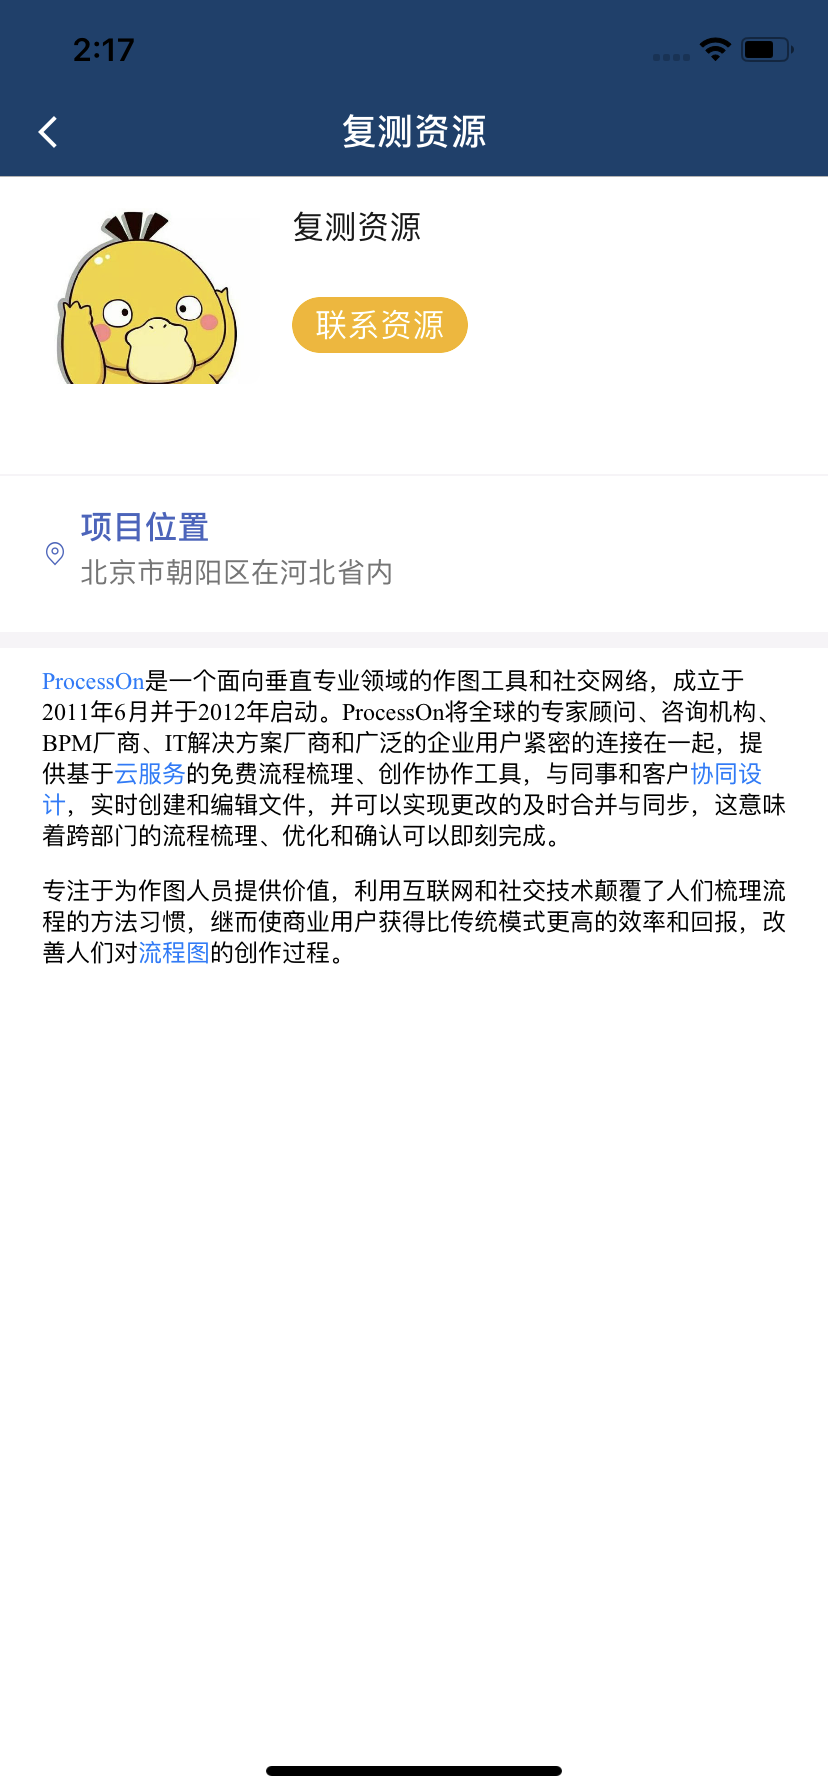 2:17
复测资源
复测资源
联系资源
项目位置
北京市朝阳区在河北省内
ProcessOn是一个面向垂直专业领域的作图工具和社交网络，成立于
2011年6月并于2012年启动。ProcessOn将全球的专家顾问、咨询机构、
BPM厂商、IT解决方案厂商和广泛的企业用户紧密的连接在一起，提
供基于云服务的免费流程梳理、创作协作工具，与同事和客户协同设
计，实时创建和编辑文件，并可以实现更改的及时合并与同步，这意味
着跨部门的流程梳理、优化和确认可以即刻完成。
专注于为作图人员提供价值，利用互联网和社交技术颠覆了人们梳理流
程的方法习惯，继而使商业用户获得比传统模式更高的效率和回报，改
善人们对流程图的创作过程。